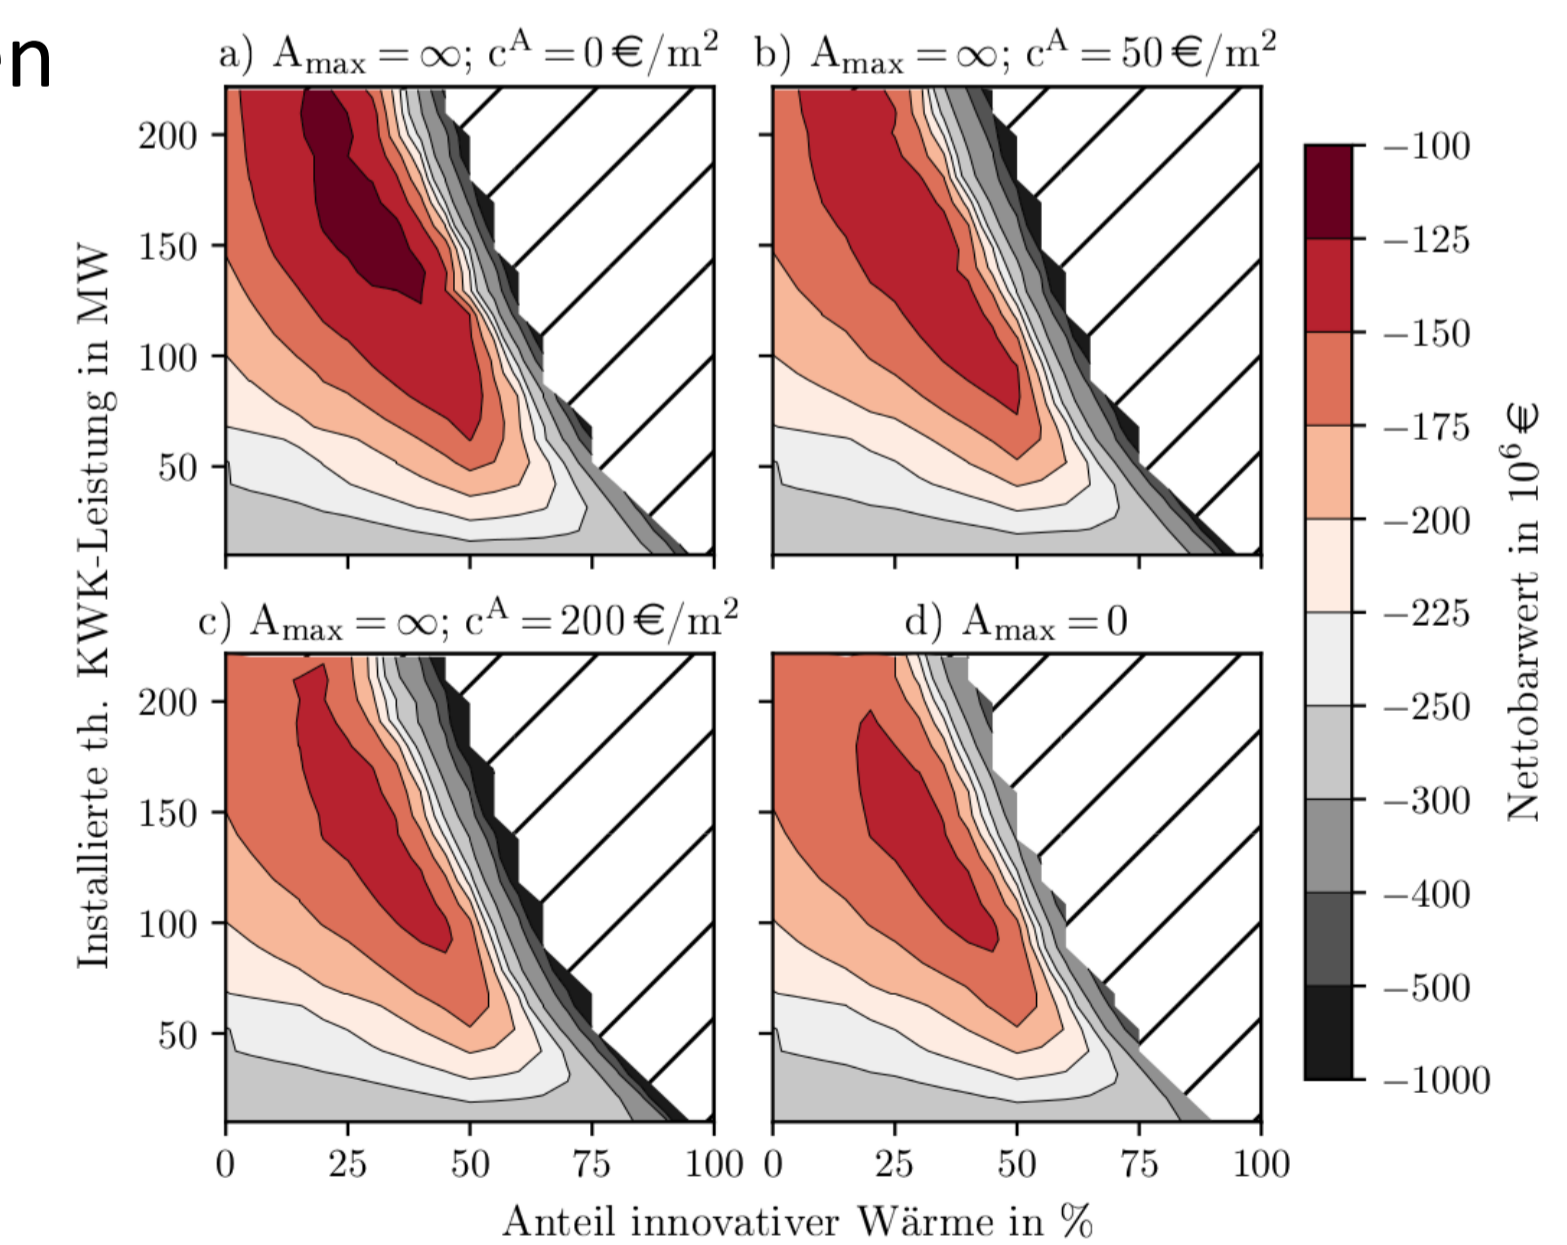 en
a) A_max = ∞; c^A = 0 €/m²
b) A_max = ∞; c^A = 50 €/m²
200
150
100
50
c) A_max = ∞; c^A = 200 €/m²
d) A_max = 0
200
150
100
50
0 25 50 75 100
0 25 50 75 100
Installierte th. KWK-Leistung in MW
Anteil innovativer Wärme in %
−100
−125
−150
−175
−200
−225
−250
−300
−400
−500
−1000
Nettobarwert in 10⁶ €